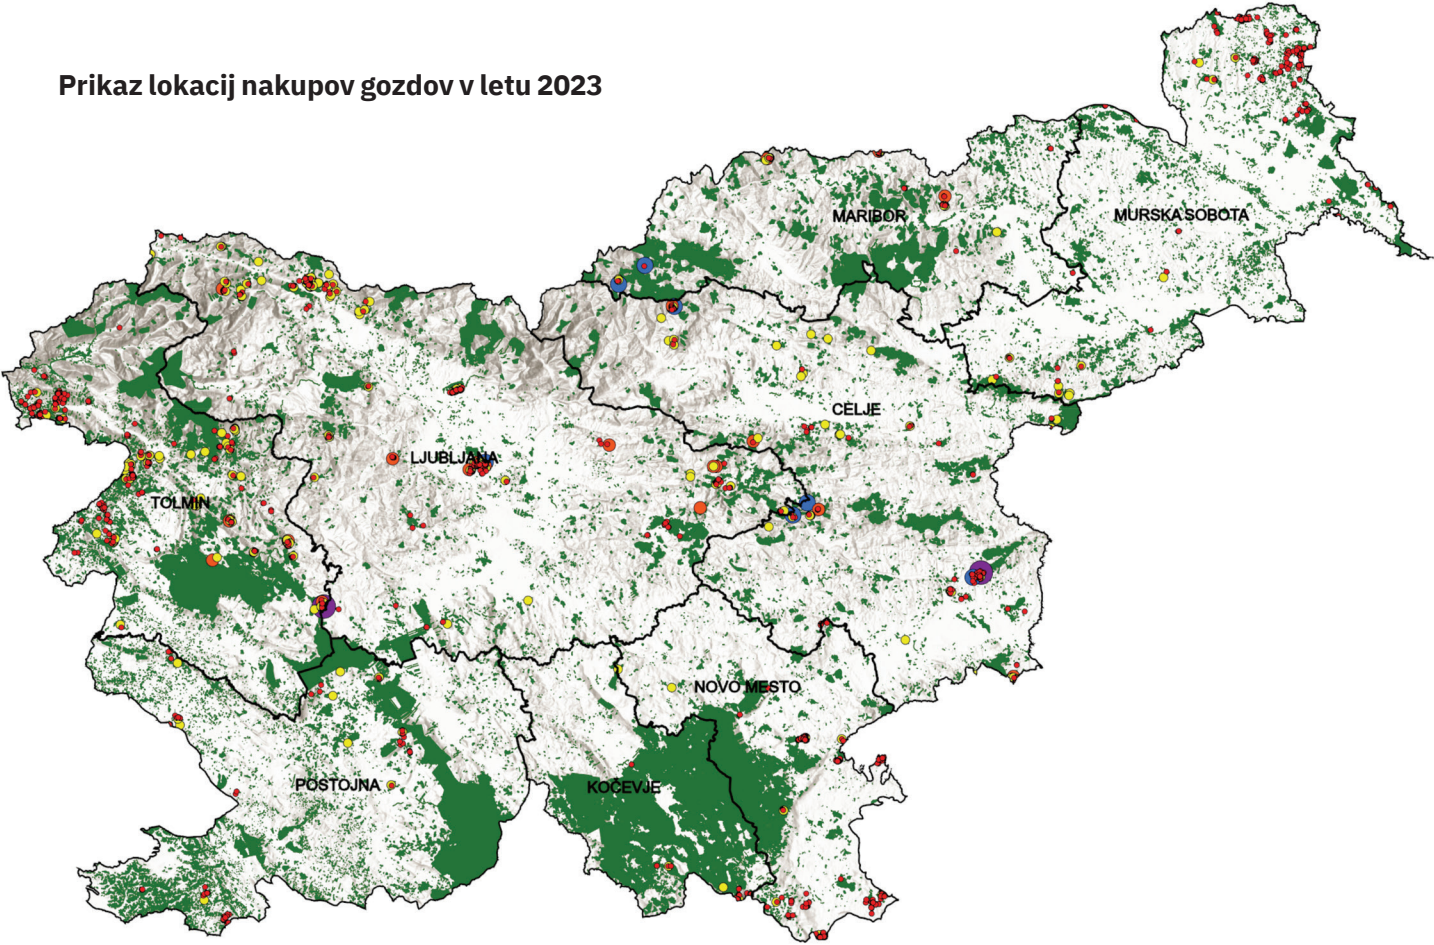 Prikaz lokacij nakupov gozdov v letu 2023
MARIBOR
MURSKA SOBOTA
CELJE
LJUBLJANA
TOLMIN
NOVO MESTO
POSTOJNA
KOČEVJE